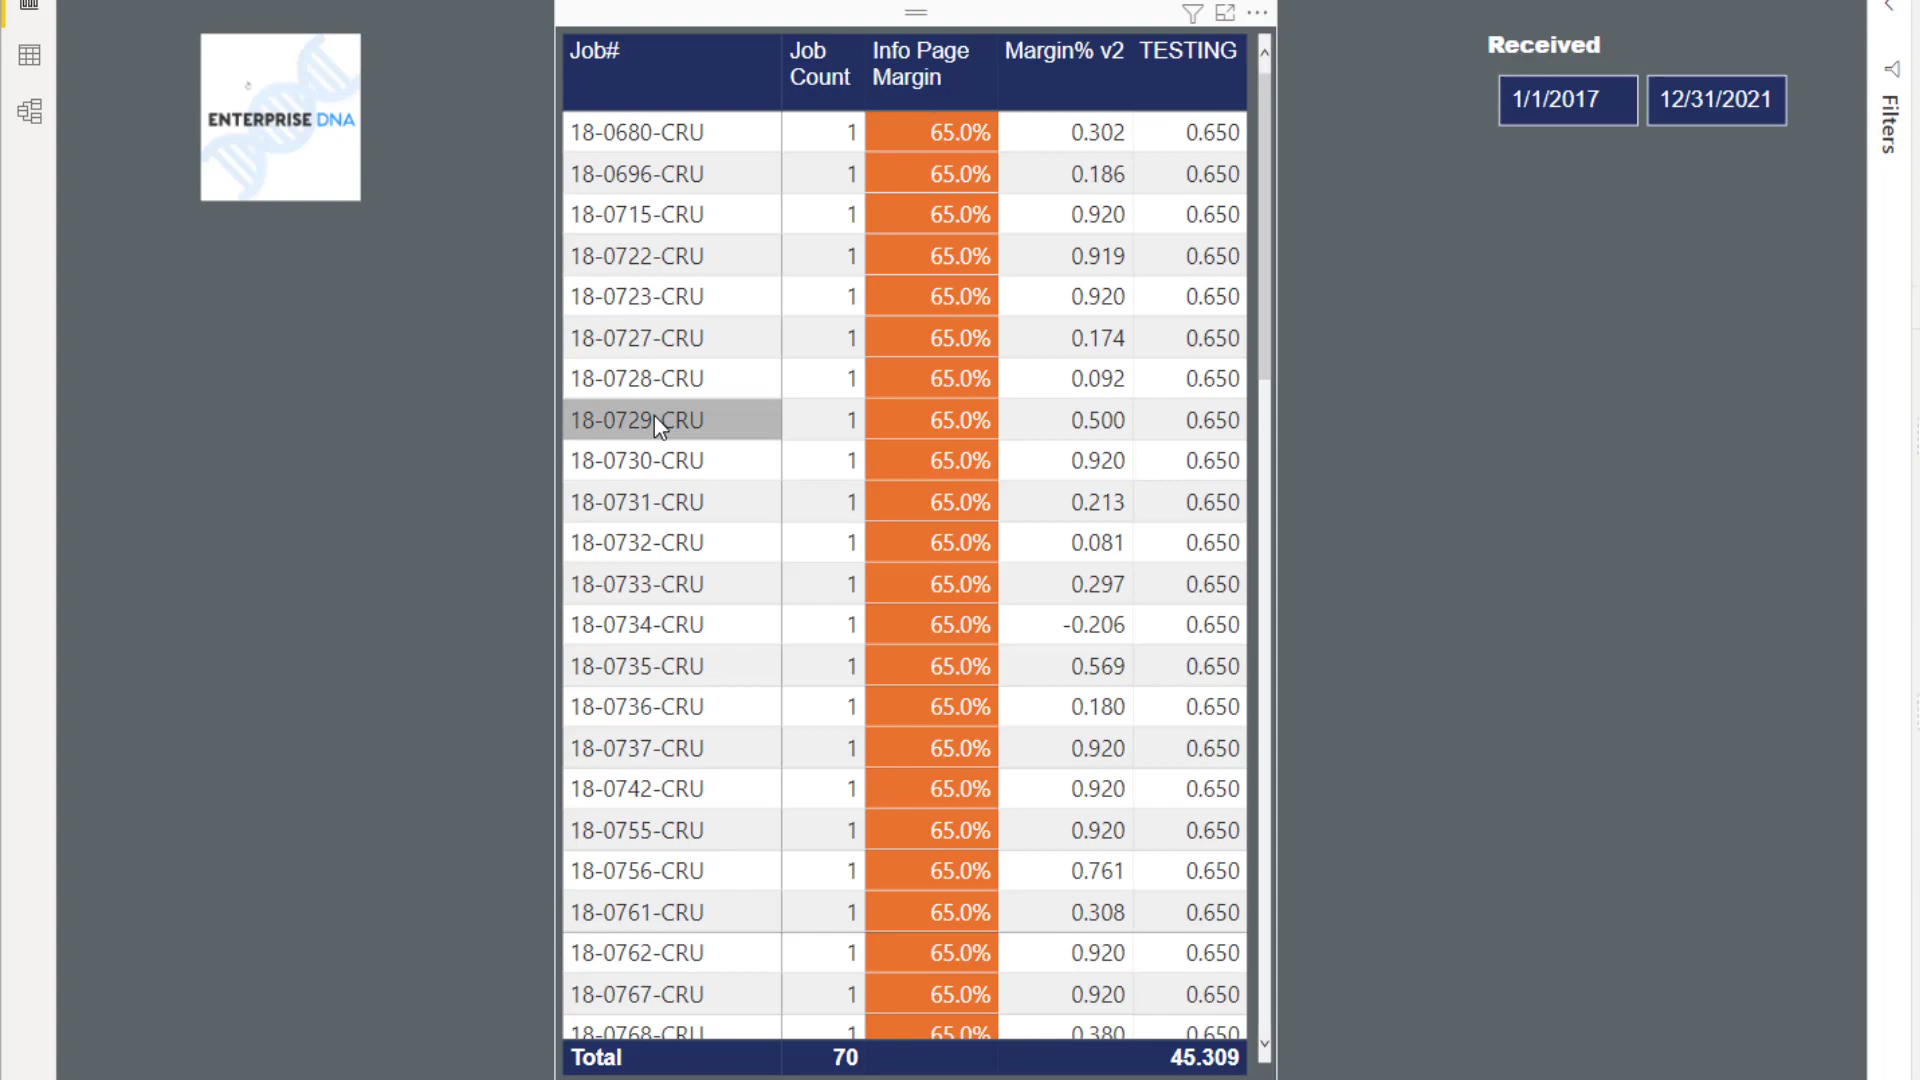 ENTERPRISE DNA
Job# Job Count Info Page Margin Margin% v2 TESTING
18-0680-CRU 1 65.0% 0.302 0.650
18-0696-CRU 1 65.0% 0.186 0.650
18-0715-CRU 1 65.0% 0.920 0.650
18-0722-CRU 1 65.0% 0.919 0.650
18-0723-CRU 1 65.0% 0.920 0.650
18-0727-CRU 1 65.0% 0.174 0.650
18-0728-CRU 1 65.0% 0.092 0.650
18-0729-CRU 1 65.0% 0.500 0.650
18-0730-CRU 1 65.0% 0.920 0.650
18-0731-CRU 1 65.0% 0.213 0.650
18-0732-CRU 1 65.0% 0.081 0.650
18-0733-CRU 1 65.0% 0.297 0.650
18-0734-CRU 1 65.0% -0.206 0.650
18-0735-CRU 1 65.0% 0.569 0.650
18-0736-CRU 1 65.0% 0.180 0.650
18-0737-CRU 1 65.0% 0.920 0.650
18-0742-CRU 1 65.0% 0.920 0.650
18-0755-CRU 1 65.0% 0.920 0.650
18-0756-CRU 1 65.0% 0.761 0.650
18-0761-CRU 1 65.0% 0.308 0.650
18-0762-CRU 1 65.0% 0.920 0.650
18-0767-CRU 1 65.0% 0.920 0.650
18-0768-CRU 1 65.0% 0.380 0.650
Total 70 45.309
Received
1/1/2017 12/31/2021
Filters